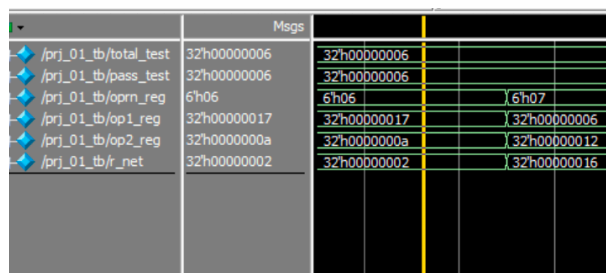 Msgs
/prj_01_tb/total_test 32'h00000006 32'h00000006
/prj_01_tb/pass_test 32'h00000006 32'h00000006
/prj_01_tb/oprn_reg 6'h06 6'h06 6'h07
/prj_01_tb/op1_reg 32'h00000017 32'h00000017 32'h00000006
/prj_01_tb/op2_reg 32'h0000000a 32'h0000000a 32'h00000012
/prj_01_tb/r_net 32'h00000002 32'h00000002 32'h00000016